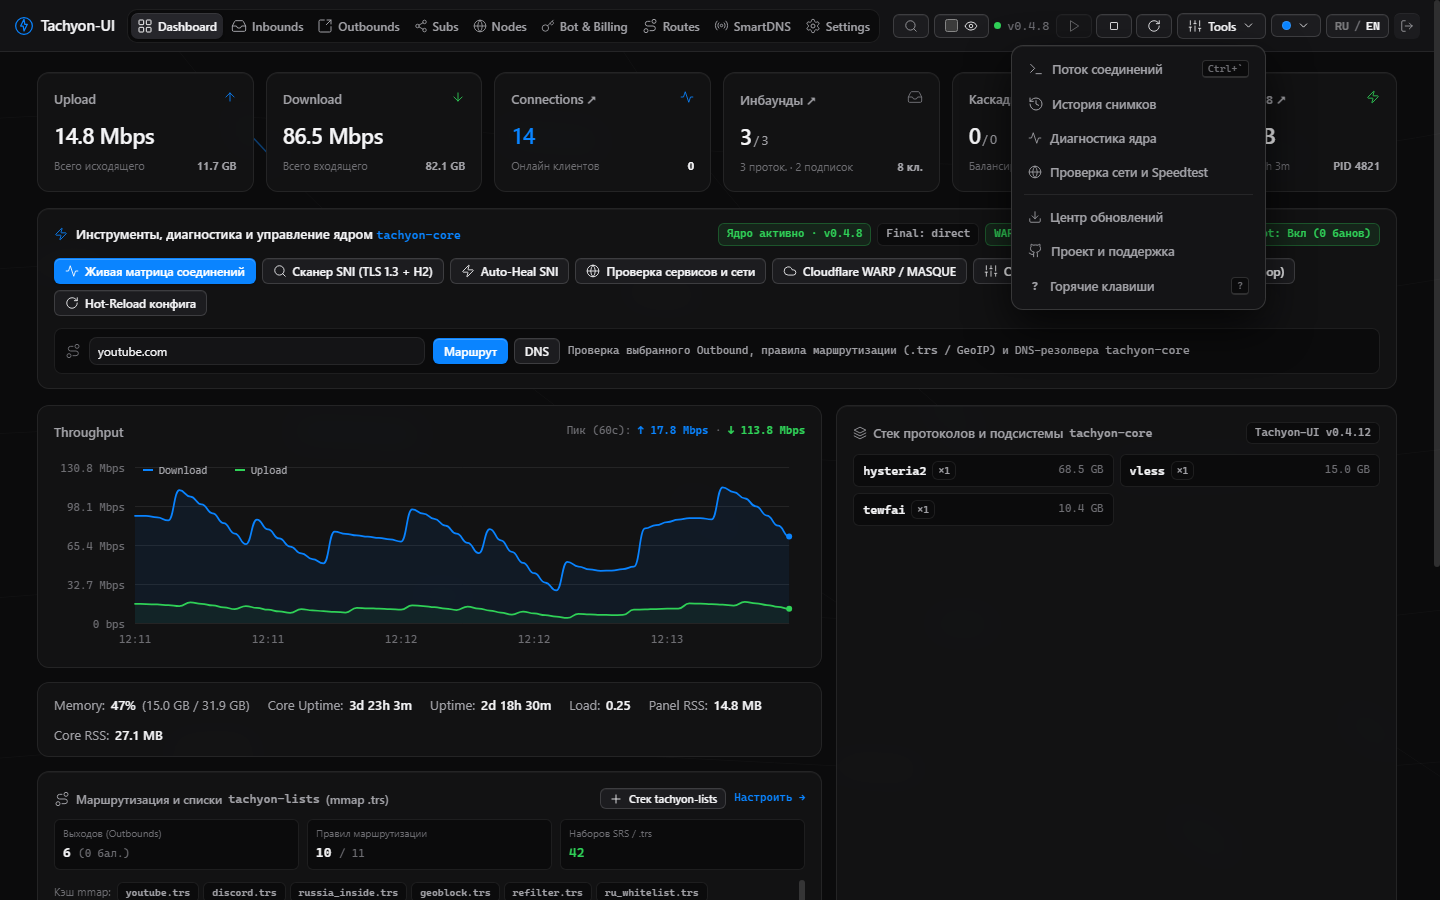 Tachyon-UI Dashboard Inbounds Outbounds Subs Nodes Bot & Billing Routes SmartDNS Settings v0.4.8 Tools RU / EN
Поток соединений Ctrl+`
История снимков
Диагностика ядра
Проверка сети и Speedtest
Центр обновлений
Проект и поддержка
Горячие клавиши ?
Upload
14.8 Mbps
Всего исходящего 11.7 GB
Download
86.5 Mbps
Всего входящего 82.1 GB
Connections ↗
14
Онлайн клиентов 0
Инбаунды ↗
3 / 3
3 проток. · 2 подписок 8 кл.
Каскад
0 / 0
Баланси
8 ↗
h 3m PID 4821
Инструменты, диагностика и управление ядром tachyon-core
Ядро активно · v0.4.8 Final: direct WAR t: Вкл (0 банов)
Живая матрица соединений Сканер SNI (TLS 1.3 + H2) Auto-Heal SNI Проверка сервисов и сети Cloudflare WARP / MASQUE С ор)
Hot-Reload конфига
youtube.com Маршрут DNS Проверка выбранного Outbound, правила маршрутизации (.trs / GeoIP) и DNS-резолвера tachyon-core
Throughput Пик (60с): ↑ 17.8 Mbps · ↓ 113.8 Mbps
Download Upload
130.8 Mbps
98.1 Mbps
65.4 Mbps
32.7 Mbps
0 bps
12:11 12:11 12:12 12:12 12:13
Стек протоколов и подсистемы tachyon-core Tachyon-UI v0.4.12
hysteria2 ×1 68.5 GB
vless ×1 15.0 GB
tewfai ×1 10.4 GB
Memory: 47% (15.0 GB / 31.9 GB) Core Uptime: 3d 23h 3m Uptime: 2d 18h 30m Load: 0.25 Panel RSS: 14.8 MB
Core RSS: 27.1 MB
Маршрутизация и списки tachyon-lists (mmap .trs) + Стек tachyon-lists Настроить →
Выходов (Outbounds)
6 (0 бал.)
Правил маршрутизации
10 / 11
Наборов SRS / .trs
42
Кэш mmap: youtube.trs discord.trs russia_inside.trs geoblock.trs refilter.trs ru_whitelist.trs